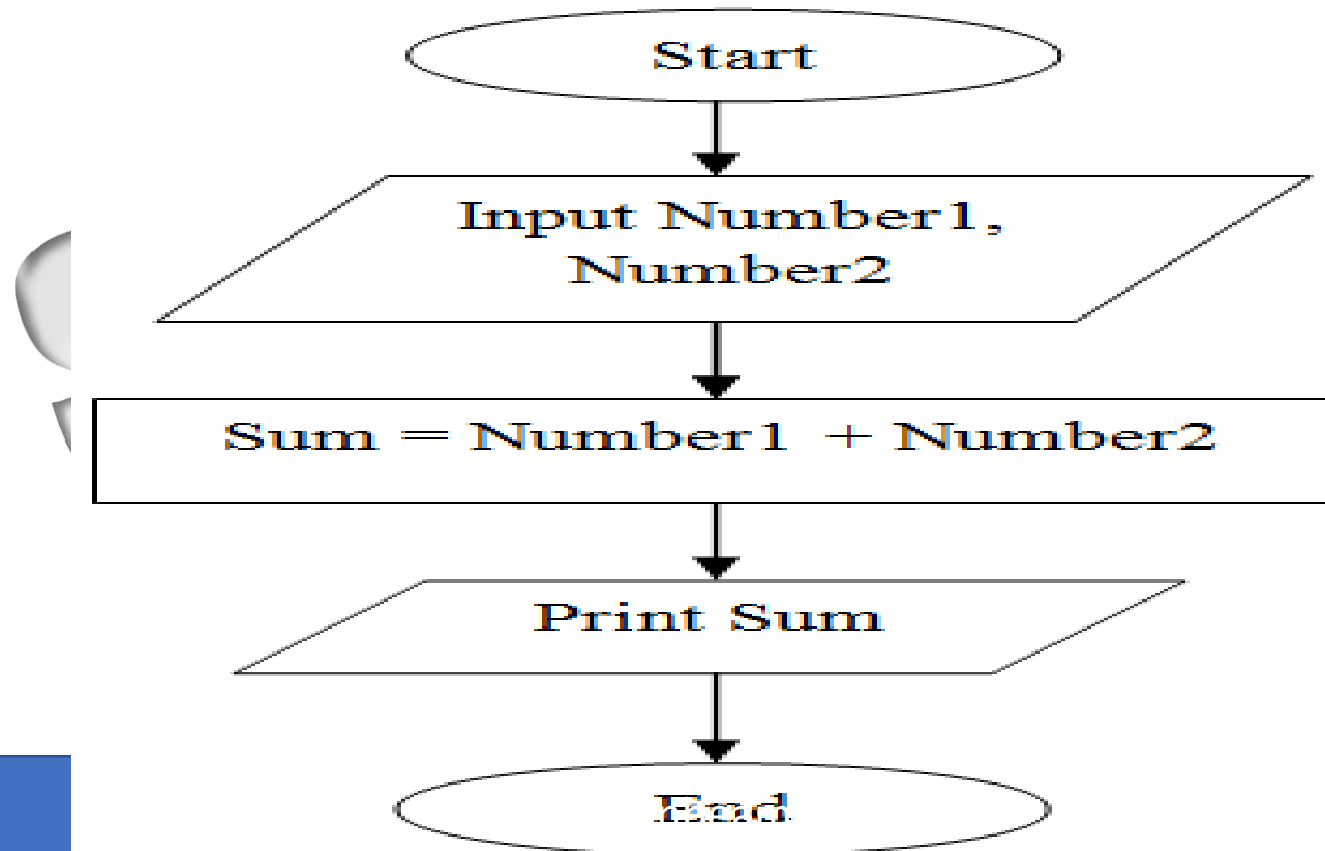 Start
Input Number1,
Number2
Sum = Number1 + Number2
Print Sum
End